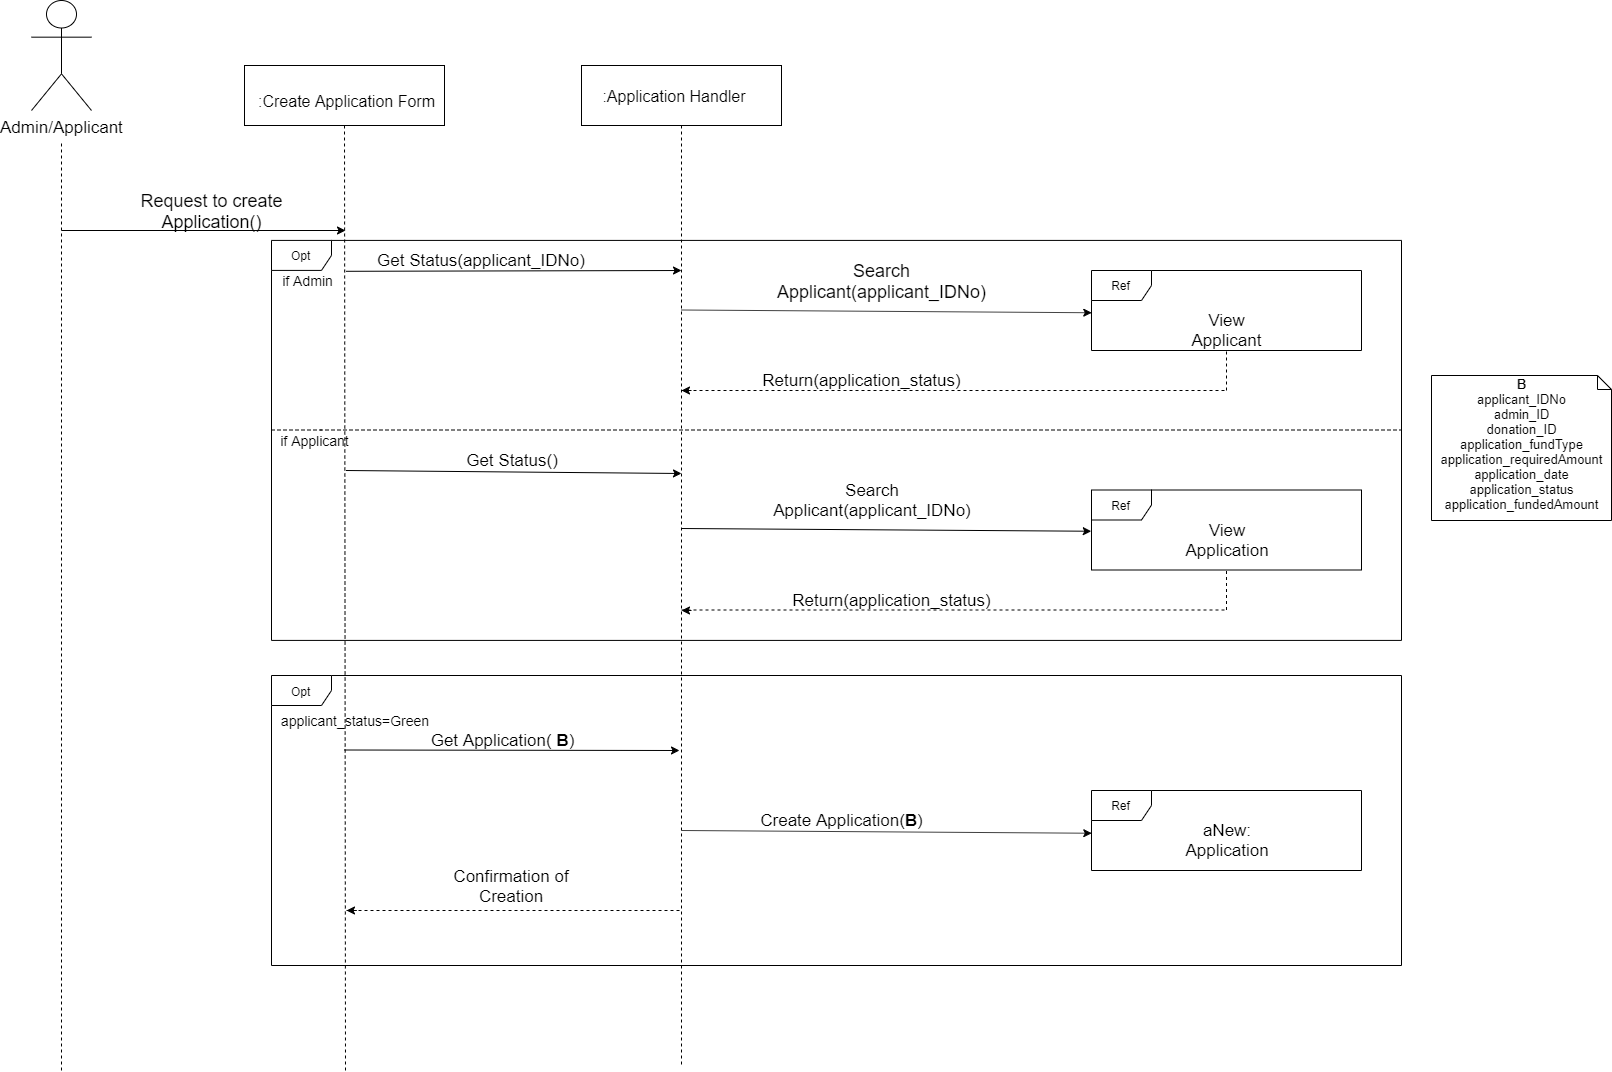 Admin/Applicant
:Create Application Form
:Application Handler
Request to create
Application()
Opt
if Admin
Get Status(applicant_IDNo)
Search
Applicant(applicant_IDNo)
Ref
View
Applicant
Return(application_status)
if Applicant
Get Status()
Search
Applicant(applicant_IDNo)
Ref
View
Application
Return(application_status)
B
applicant_IDNo
admin_ID
donation_ID
application_fundType
application_requiredAmount
application_date
application_status
application_fundedAmount
Opt
applicant_status=Green
Get Application( B)
Create Application(B)
Ref
aNew:
Application
Confirmation of
Creation